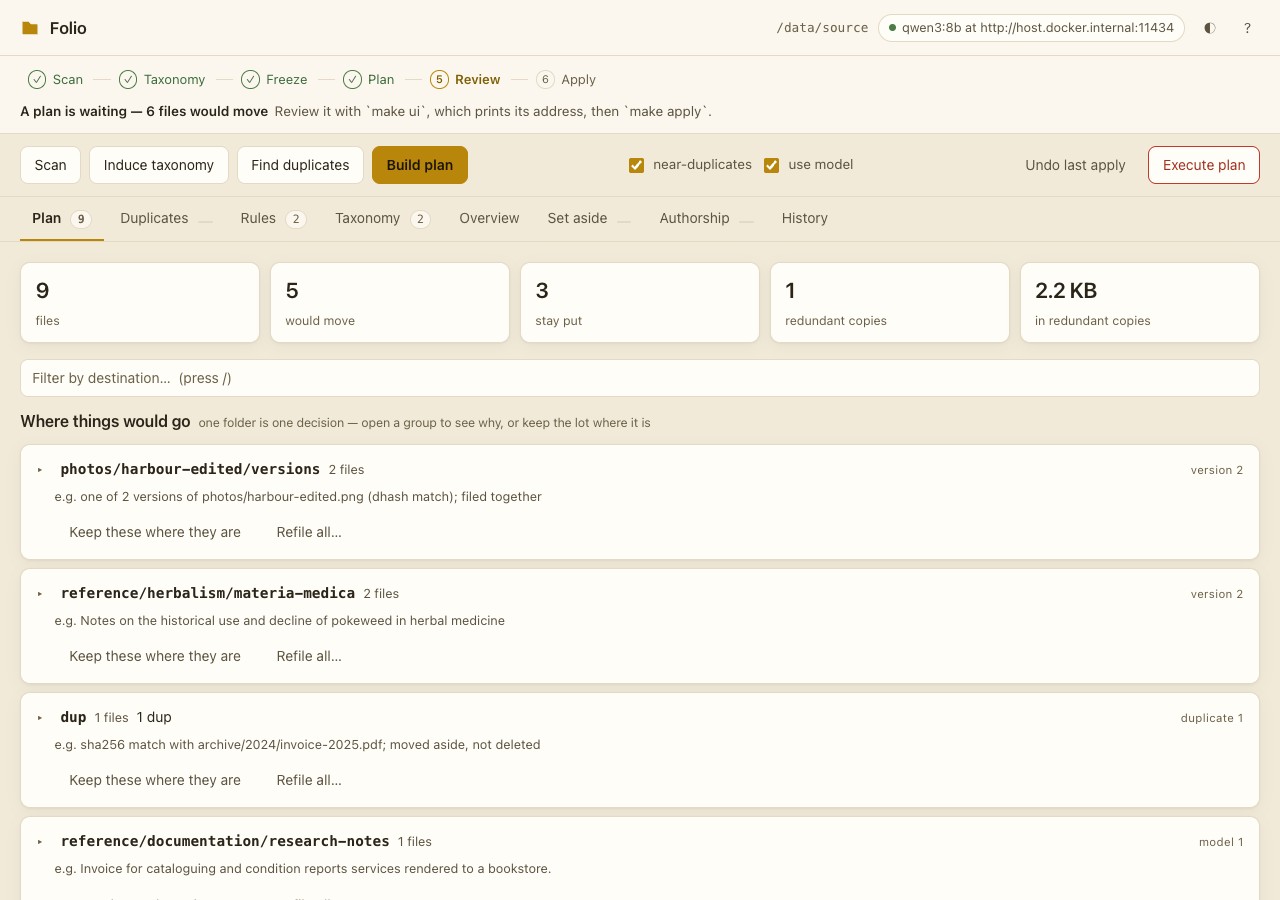 Folio
/data/source
qwen3:8b at http://host.docker.internal:11434
?
Scan
Taxonomy
Freeze
Plan
5 Review
6 Apply
A plan is waiting — 6 files would move Review it with `make ui`, which prints its address, then `make apply`.
Scan
Induce taxonomy
Find duplicates
Build plan
near-duplicates
use model
Undo last apply
Execute plan
Plan 9
Duplicates —
Rules 2
Taxonomy 2
Overview
Set aside —
Authorship —
History
9
files
5
would move
3
stay put
1
redundant copies
2.2 KB
in redundant copies
Filter by destination… (press /)
Where things would go one folder is one decision — open a group to see why, or keep the lot where it is
photos/harbour-edited/versions 2 files version 2
e.g. one of 2 versions of photos/harbour-edited.png (dhash match); filed together
Keep these where they are Refile all…
reference/herbalism/materia-medica 2 files version 2
e.g. Notes on the historical use and decline of pokeweed in herbal medicine
Keep these where they are Refile all…
dup 1 files 1 dup duplicate 1
e.g. sha256 match with archive/2024/invoice-2025.pdf; moved aside, not deleted
Keep these where they are Refile all…
reference/documentation/research-notes 1 files model 1
e.g. Invoice for cataloguing and condition reports services rendered to a bookstore.